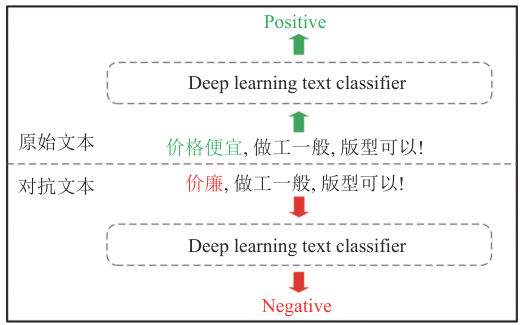 Positive
Deep learning text classifier
原始文本
价格便宜, 做工一般, 版型可以!
对抗文本
价廉, 做工一般, 版型可以!
Deep learning text classifier
Negative